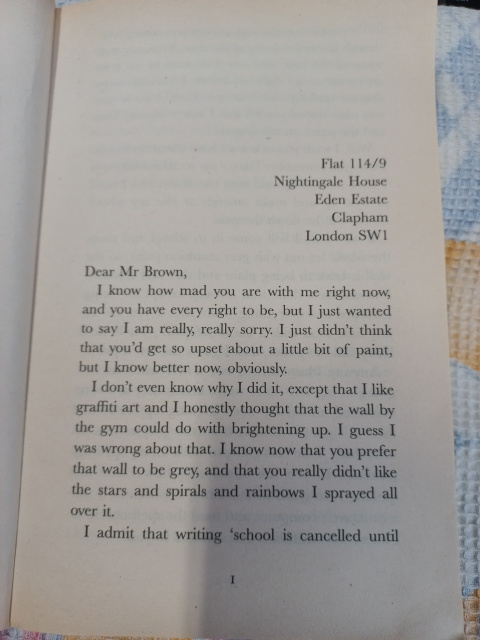 Flat 114/9
Nightingale House
Eden Estate
Clapham
London SW1
Dear Mr Brown,
I know how mad you are with me right now,
and you have every right to be, but I just wanted
to say I am really, really sorry. I just didn't think
that you'd get so upset about a little bit of paint,
but I know better now, obviously.
I don't even know why I did it, except that I like
graffiti art and I honestly thought that the wall by
the gym could do with brightening up. I guess I
was wrong about that. I know now that you prefer
that wall to be grey, and that you really didn't like
the stars and spirals and rainbows I sprayed all
over it.
I admit that writing 'school is cancelled until
1